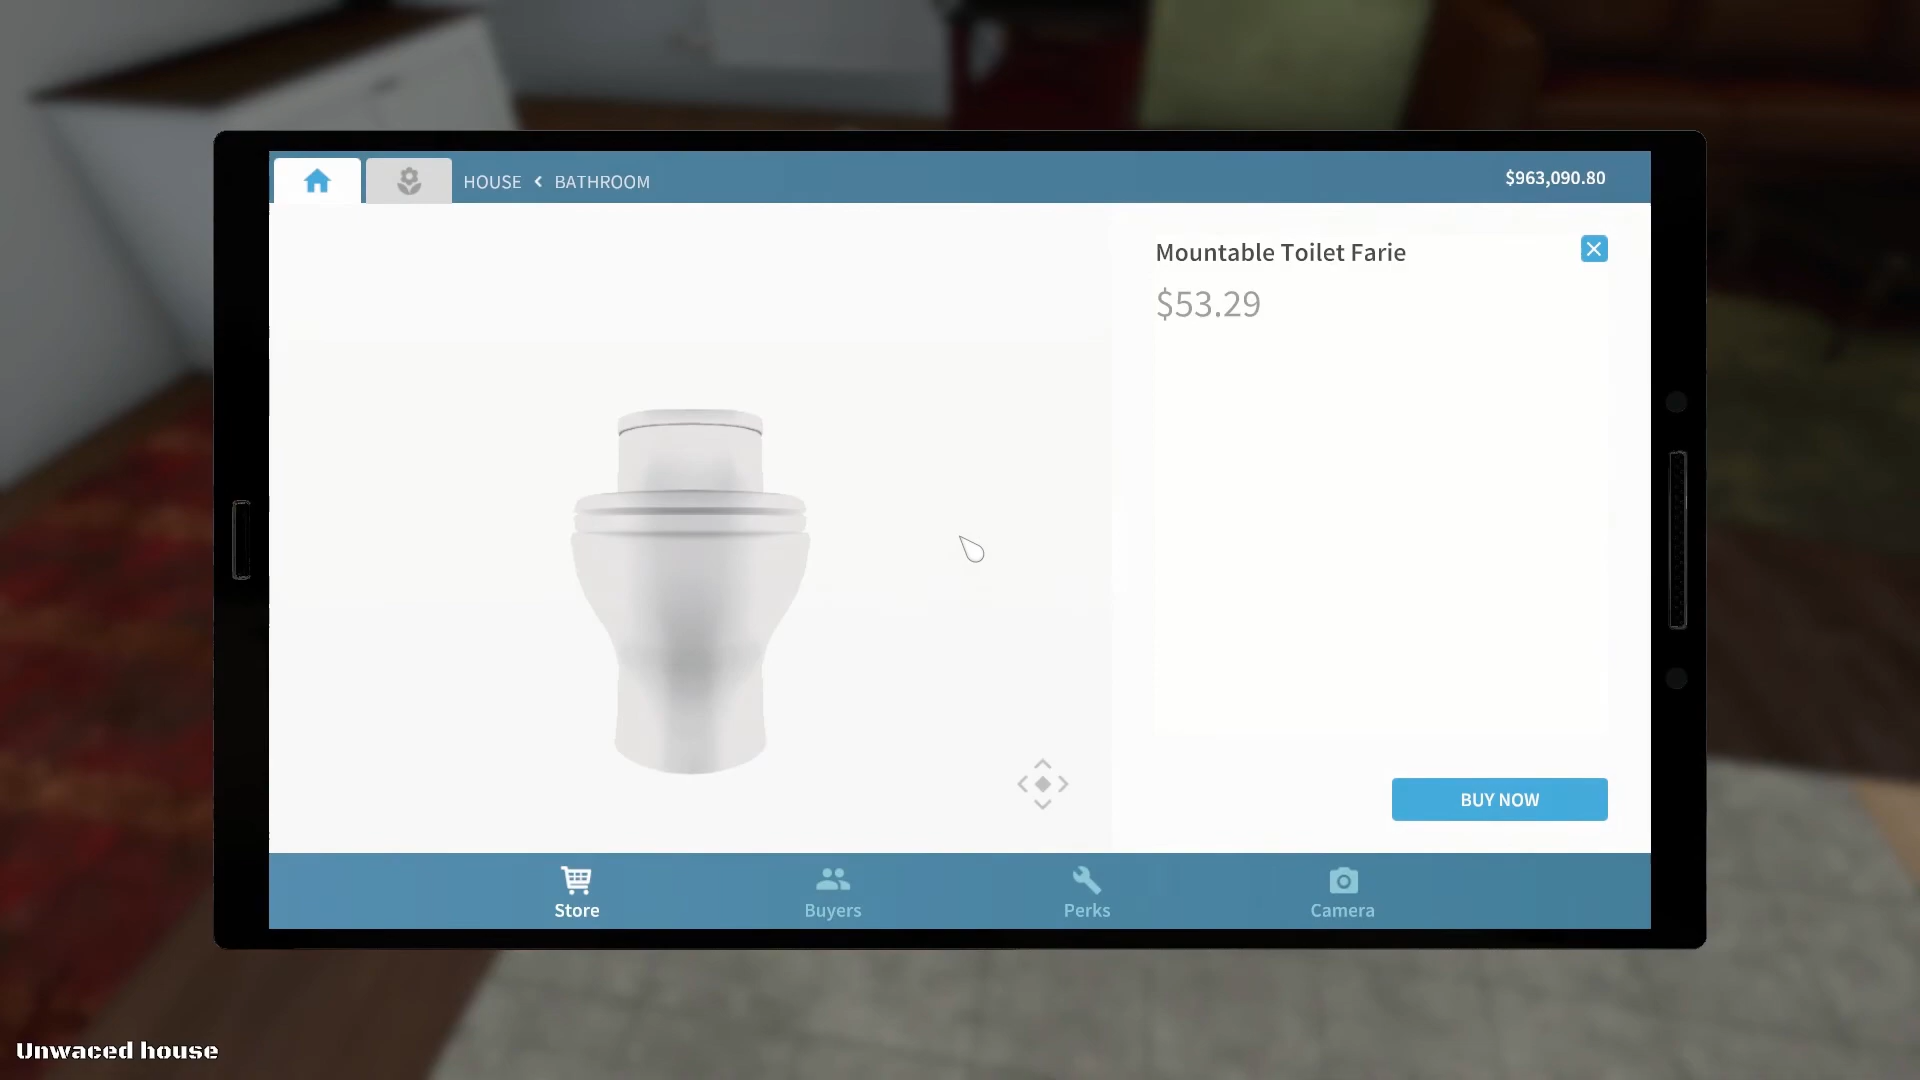 HOUSE < BATHROOM
$963,090.80
Mountable Toilet Farie
$53.29
BUY NOW
Store
Buyers
Perks
Camera
Unwaced house